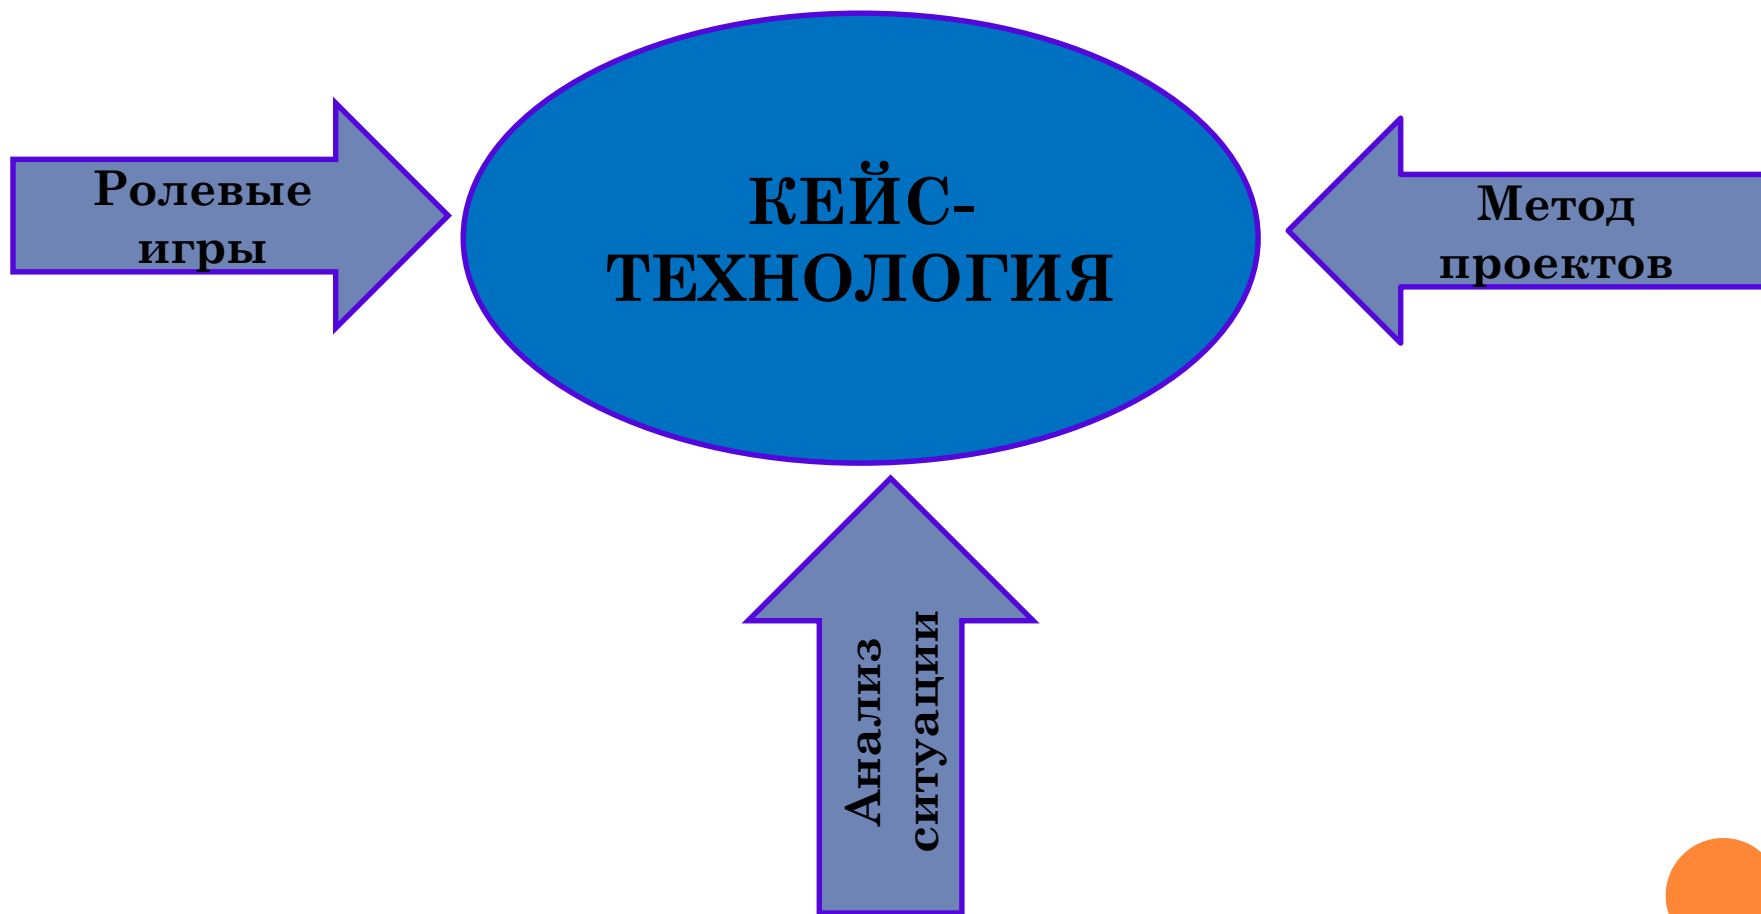 Ролевые
игры
КЕЙС-
ТЕХНОЛОГИЯ
Метод
проектов
Анализ
ситуации